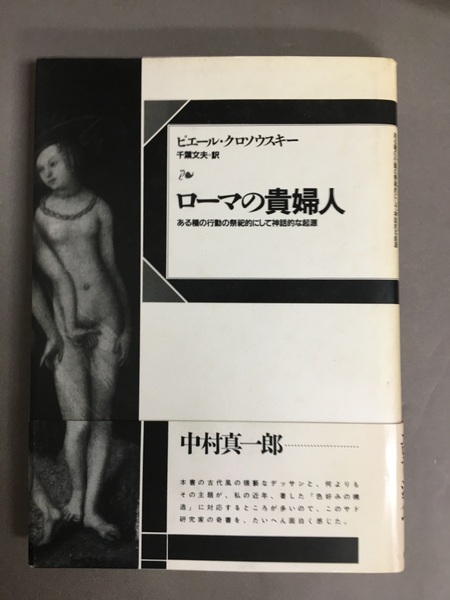 ピエール・クロソウスキー
千葉文夫=訳
ローマの貴婦人
ある種の行動の祭祀的にして神話的な起源
中村真一郎
本書の古代風の猥褻なデッサンと、何よりも
その主題が、私の近年、著した「色好みの構
造」に対応するところが多いので、このサド
研究家の奇書を、たいへん面白く感じた。